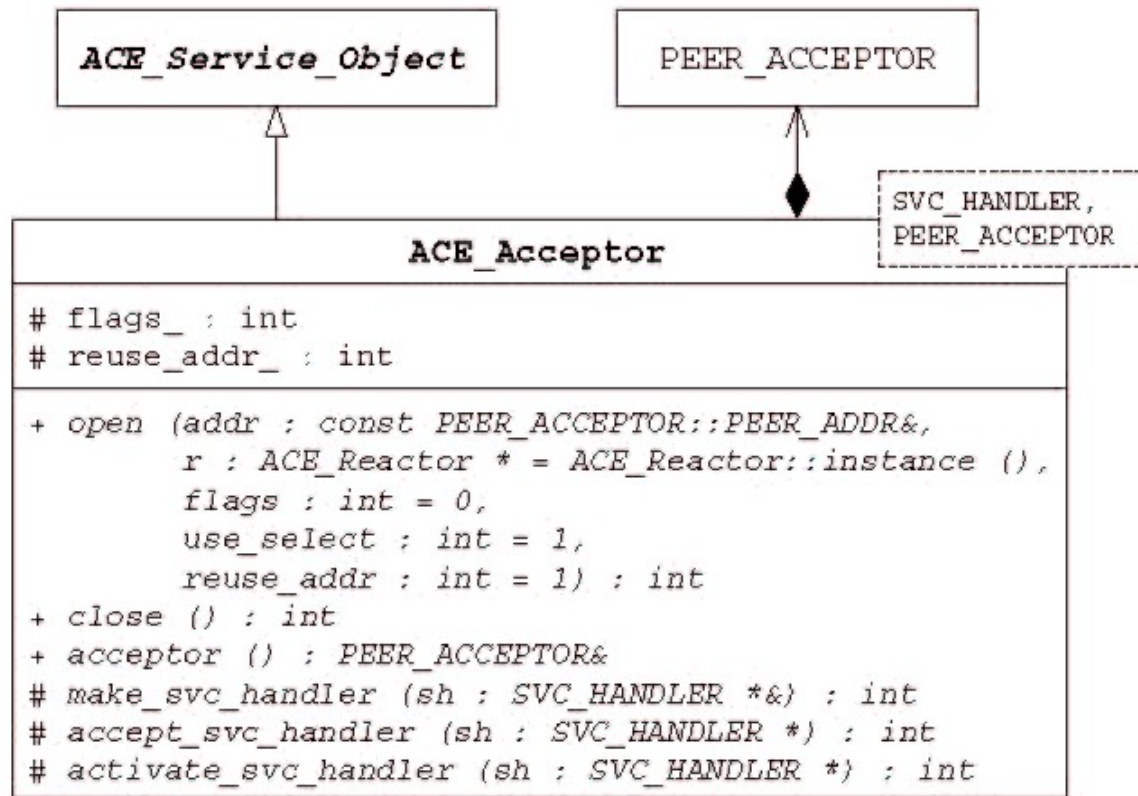 ACE_Service_Object
PEER_ACCEPTOR
SVC_HANDLER,
PEER_ACCEPTOR
ACE_Acceptor
# flags_ : int
# reuse_addr_ : int
+ open (addr : const PEER_ACCEPTOR::PEER_ADDR&,
r : ACE_Reactor * = ACE_Reactor::instance (),
flags : int = 0,
use_select : int = 1,
reuse_addr : int = 1) : int
+ close () : int
+ acceptor () : PEER_ACCEPTOR&
# make_svc_handler (sh : SVC_HANDLER *&) : int
# accept_svc_handler (sh : SVC_HANDLER *) : int
# activate_svc_handler (sh : SVC_HANDLER *) : int